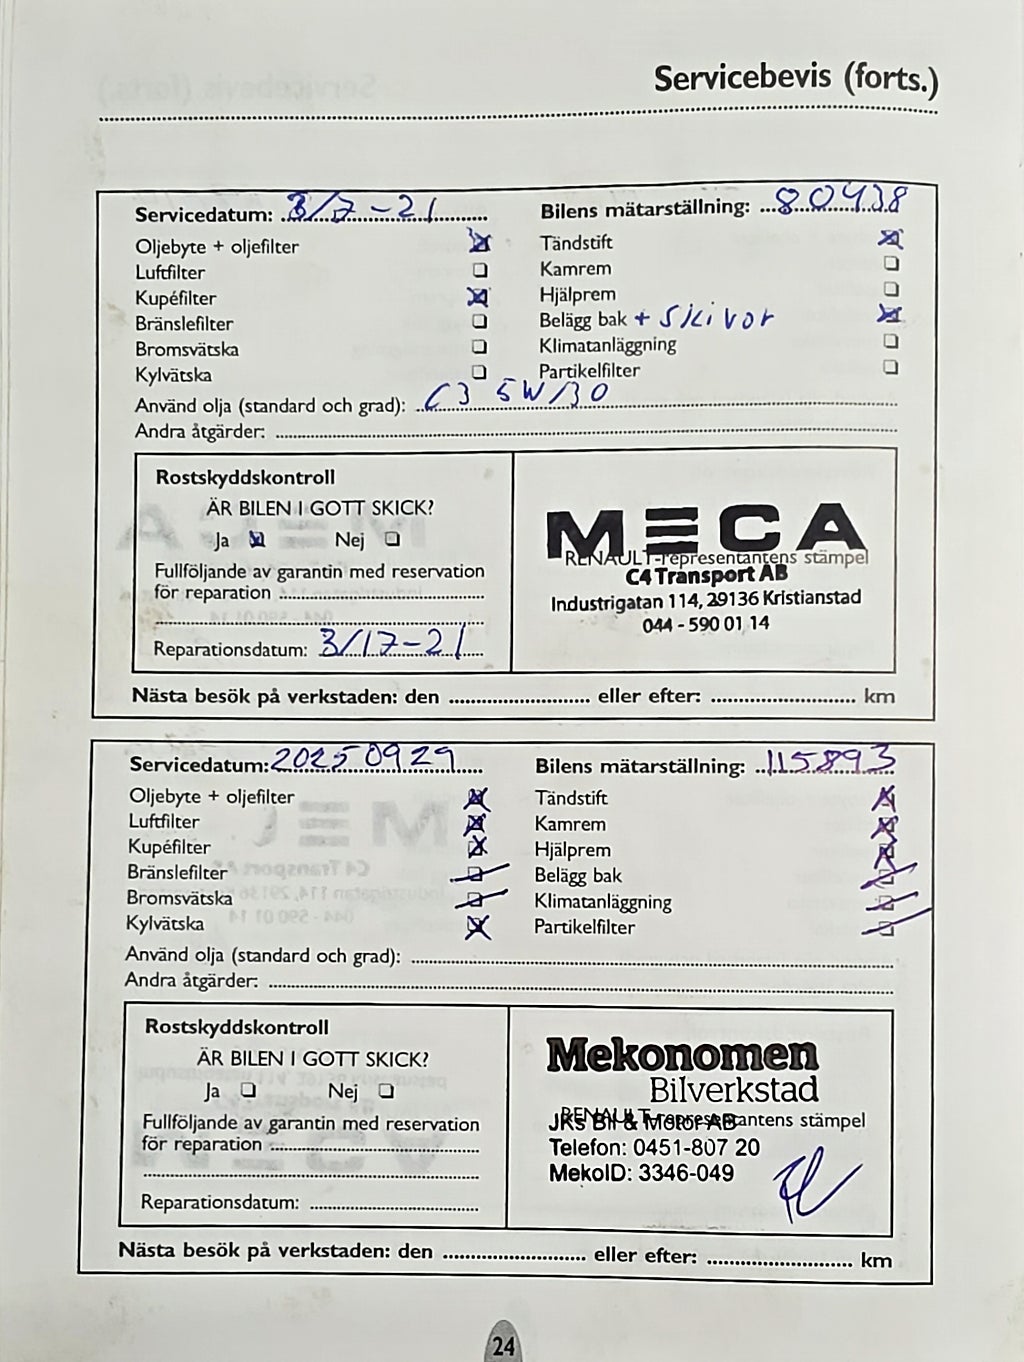 Servicebevis (forts.)
Servicedatum: 3/7-21 Bilens mätarställning: 80438
Oljebyte + oljefilter ☒ Tändstift ☒
Luftfilter ☐ Kamrem ☐
Kupéfilter ☒ Hjälprem ☐
Bränslefilter ☐ Belägg bak + Skivor ☒
Bromsvätska ☐ Klimatanläggning ☐
Kylvätska ☐ Partikelfilter ☐
Använd olja (standard och grad): C3 5W/30
Andra åtgärder:
Rostskyddskontroll
ÄR BILEN I GOTT SKICK?
Ja ☒ Nej ☐
Fullföljande av garantin med reservation
för reparation
Reparationsdatum: 3/17-21
MECA
RENAULT-representantens stämpel
C4 Transport AB
Industrigatan 114, 29136 Kristianstad
044 - 590 01 14
Nästa besök på verkstaden: den eller efter: km
Servicedatum: 20250929 Bilens mätarställning: 115893
Oljebyte + oljefilter ☒ Tändstift ☒
Luftfilter ☒ Kamrem ☒
Kupéfilter ☒ Hjälprem ☒
Bränslefilter Belägg bak
Bromsvätska Klimatanläggning
Kylvätska ☒ Partikelfilter
Använd olja (standard och grad):
Andra åtgärder:
Rostskyddskontroll
ÄR BILEN I GOTT SKICK?
Ja ☐ Nej ☐
Fullföljande av garantin med reservation
för reparation
Reparationsdatum:
Mekonomen
Bilverkstad
RENAULT-representantens stämpel
JKs Bil & Motor AB
Telefon: 0451-807 20
MekoID: 3346-049
Nästa besök på verkstaden: den eller efter: km
24